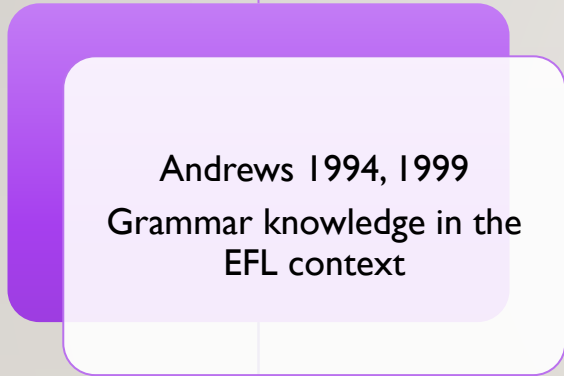 Andrews 1994, 1999
Grammar knowledge in the
EFL context